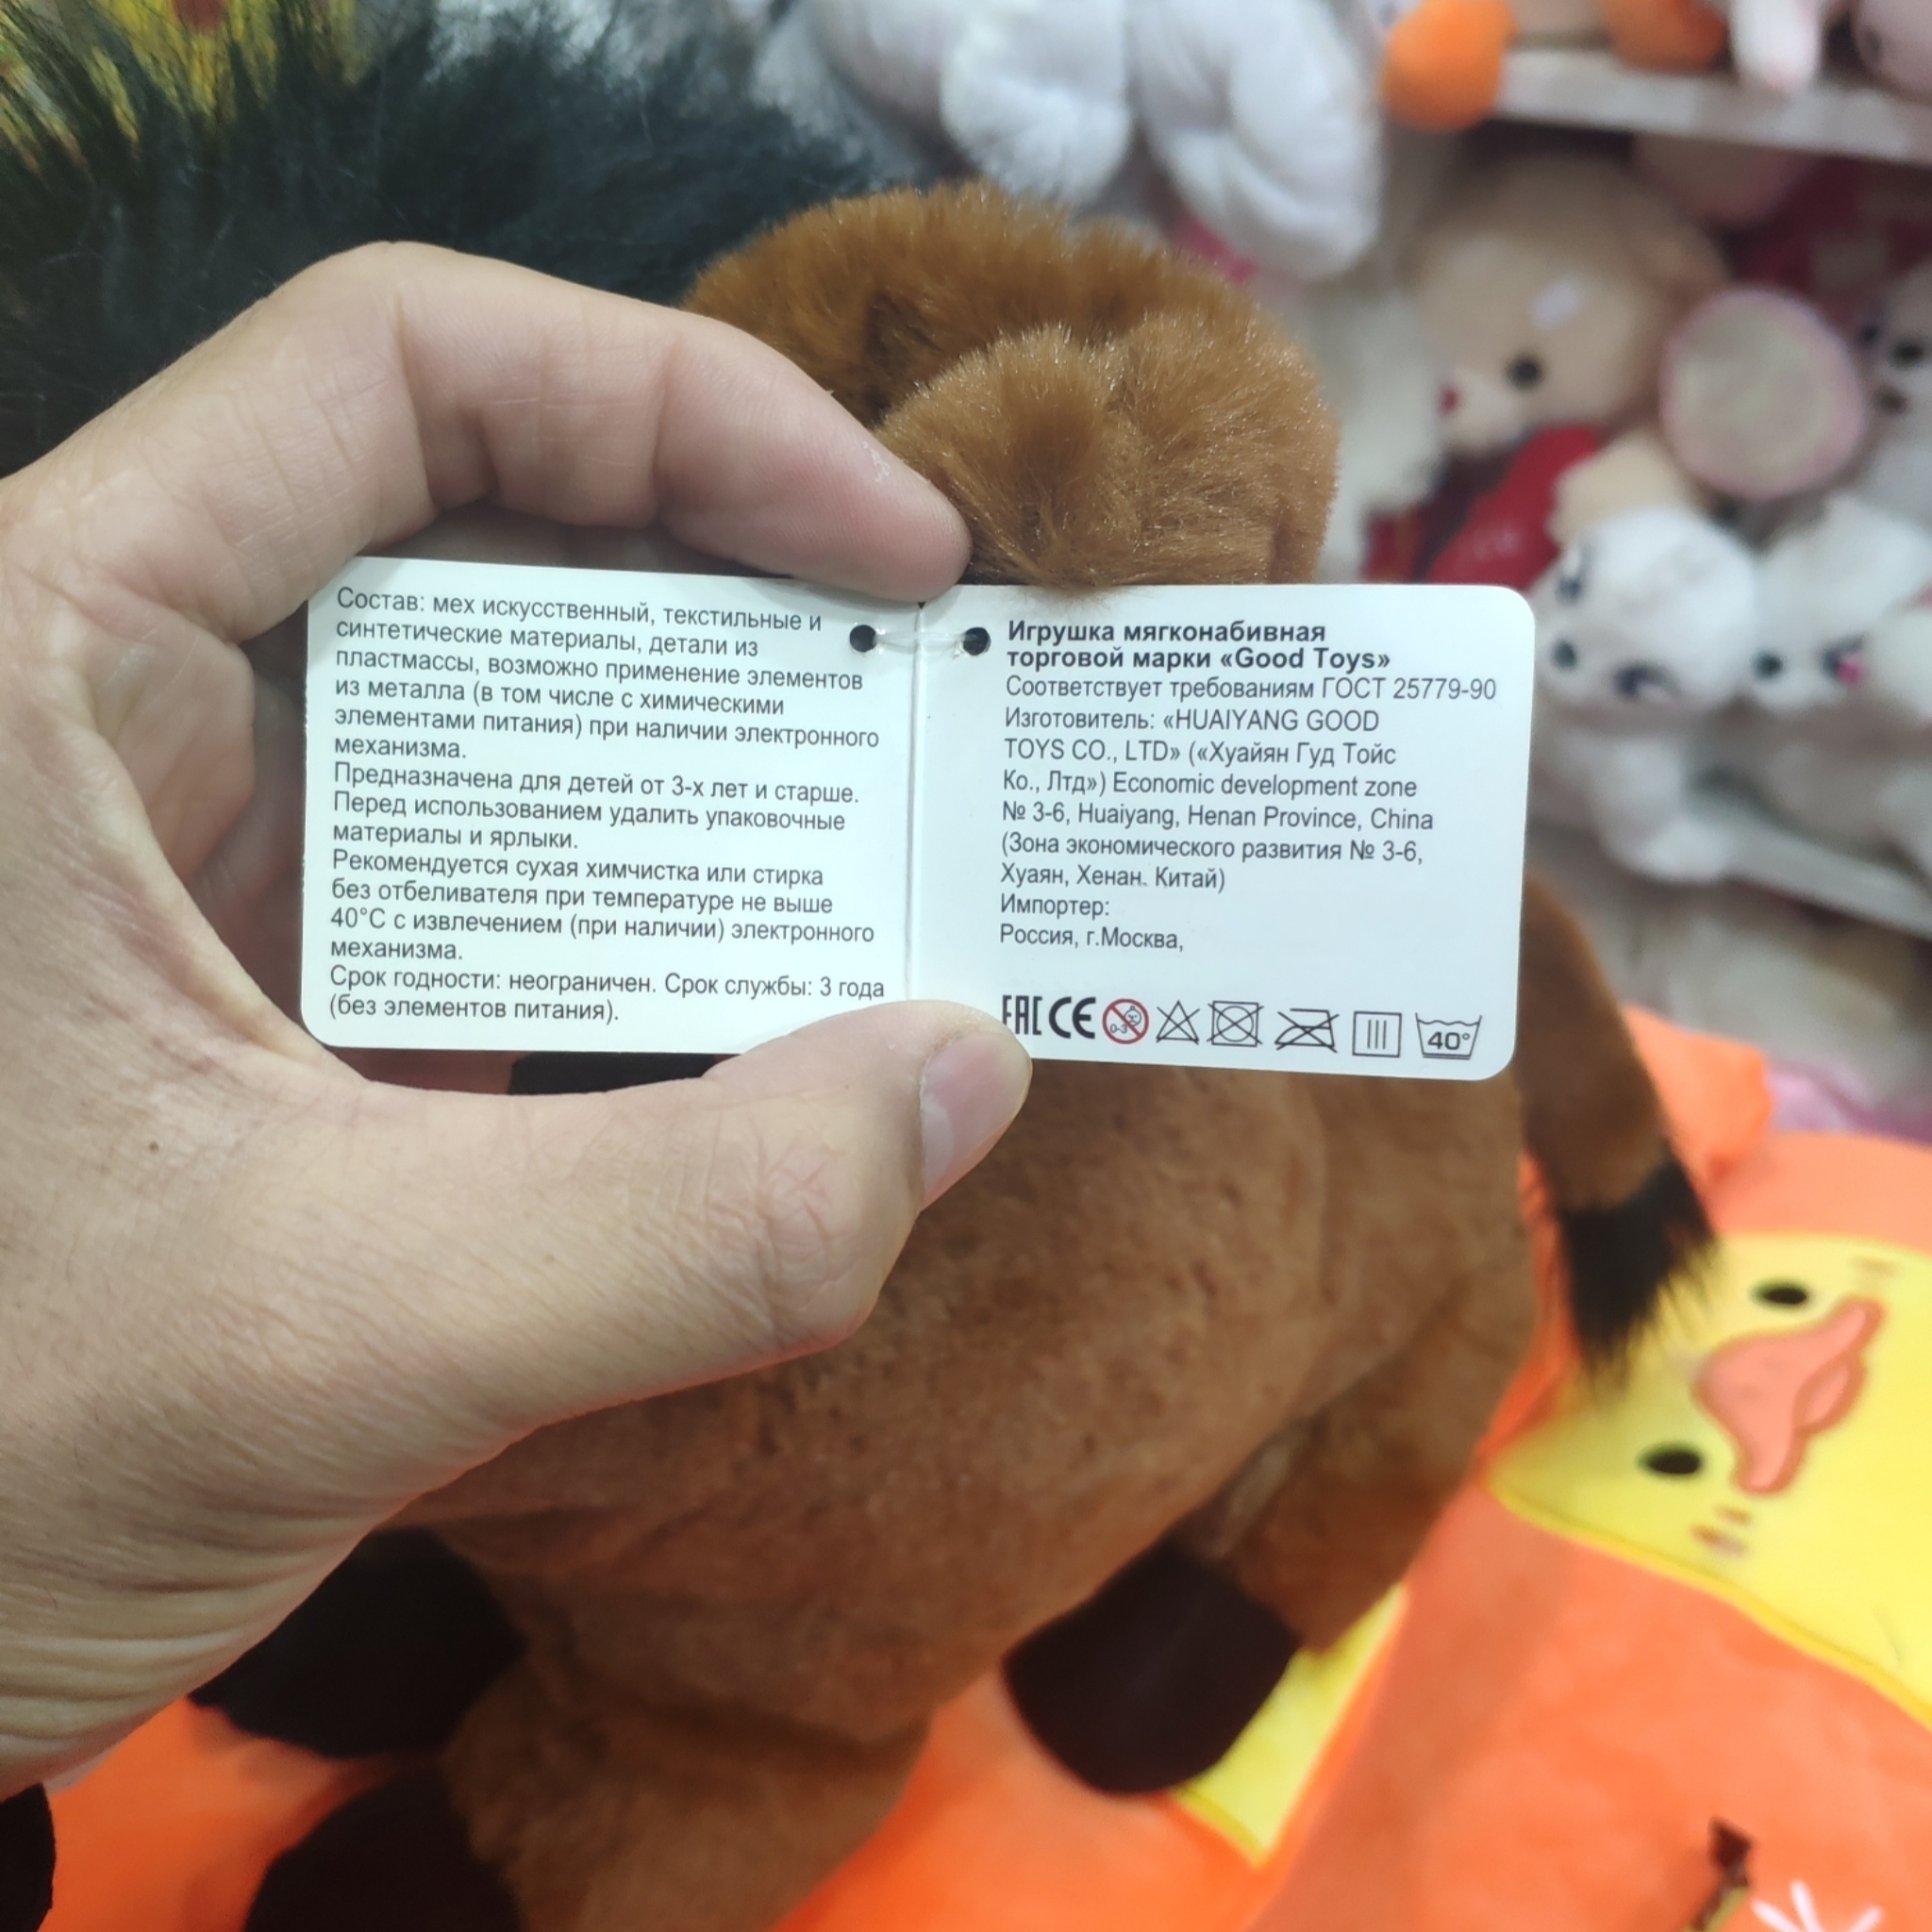 Состав: мех искусственный, текстильные и
синтетические материалы, детали из
пластмассы, возможно применение элементов
из металла (в том числе с химическими
элементами питания) при наличии электронного
механизма.
Предназначена для детей от 3-х лет и старше.
Перед использованием удалить упаковочные
материалы и ярлыки.
Рекомендуется сухая химчистка или стирка
без отбеливателя при температуре не выше
40°С с извлечением (при наличии) электронного
механизма.
Срок годности: неограничен. Срок службы: 3 года
(без элементов питания).
Игрушка мягконабивная
торговой марки «Good Toys»
Соответствует требованиям ГОСТ 25779-90
Изготовитель: «HUAIYANG GOOD
TOYS CO., LTD» («Хуайян Гуд Тойс
Ко., Лтд») Economic development zone
№ 3-6, Huaiyang, Henan Province, China
(Зона экономического развития № 3-6,
Хуаян, Хенан. Китай)
Импортер:
Россия, г.Москва,
EAC CE 0-3 40°